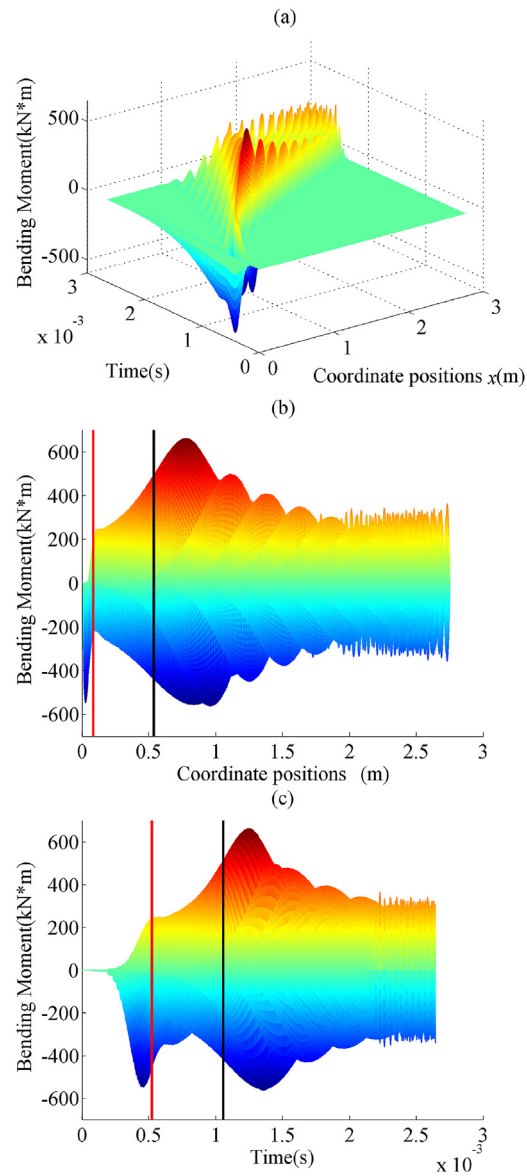 (a)
Bending Moment(kN*m)
500
0
-500
3
x 10⁻³
2
1
0
Time(s)
0
1
2
3
Coordinate positions x(m)
(b)
Bending Moment(kN*m)
600
400
200
0
-200
-400
-600
0 0.5 1 1.5 2 2.5 3
Coordinate positions (m)
(c)
Bending Moment(kN*m)
600
400
200
0
-200
-400
-600
0 0.5 1 1.5 2 2.5 3
Time(s)
x 10⁻³